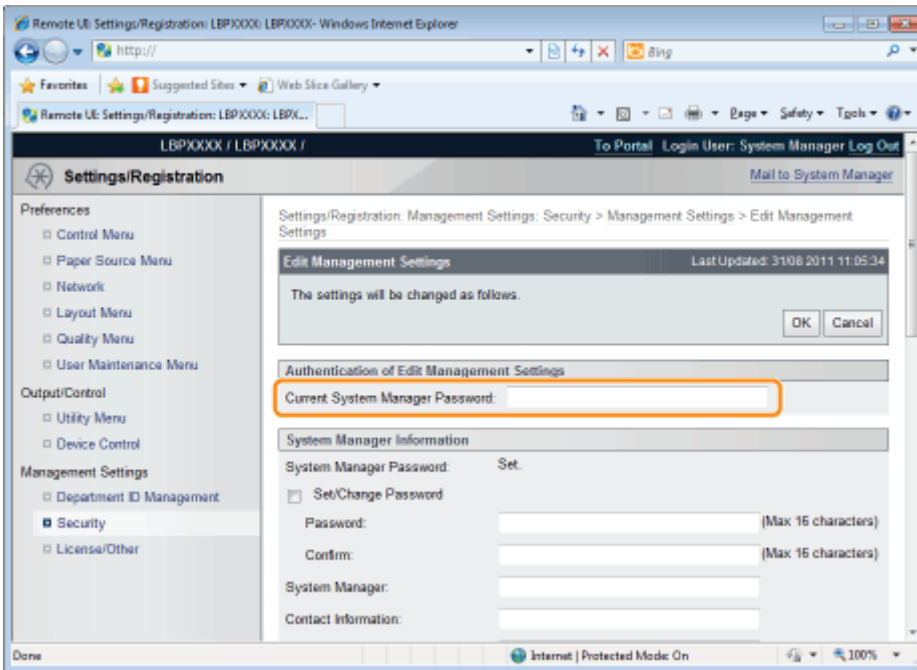 Remote UI: Settings/Registration: LBPXXXX: LBPXXXX- Windows Internet Explorer
http://
Bing
Favorites Suggested Sites Web Slice Gallery
Remote UI: Settings/Registration: LBPXXXX: LBPX...
Page Safety Tools
LBPXXXX / LBPXXXX /
To Portal Login User: System Manager Log Out
Settings/Registration
Mail to System Manager
Preferences
Control Menu
Paper Source Menu
Network
Layout Menu
Quality Menu
User Maintenance Menu
Output/Control
Utility Menu
Device Control
Management Settings
Department ID Management
Security
License/Other
Settings/Registration: Management Settings: Security > Management Settings > Edit Management
Settings
Edit Management Settings
Last Updated: 31/08 2011 11:05:34
The settings will be changed as follows.
OK Cancel
Authentication of Edit Management Settings
Current System Manager Password:
System Manager Information
System Manager Password: Set.
Set/Change Password
Password: (Max 16 characters)
Confirm: (Max 16 characters)
System Manager:
Contact Information:
Done
Internet | Protected Mode: On
100%